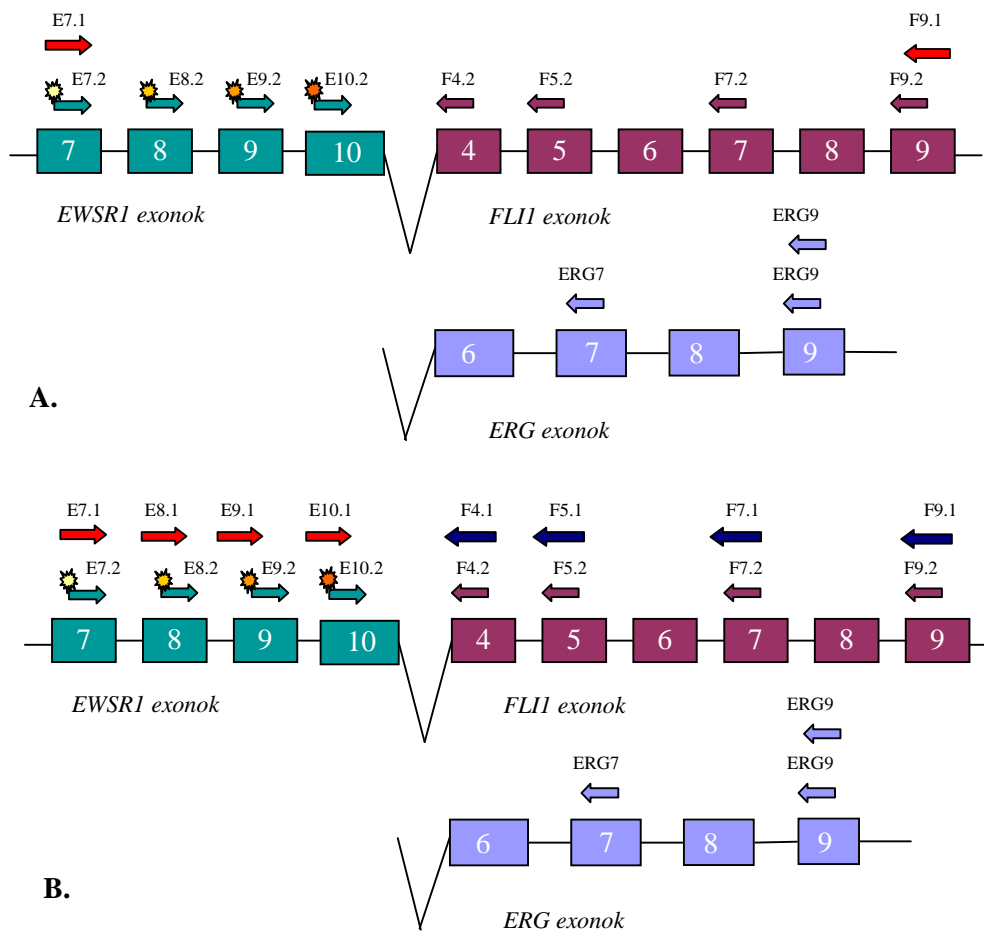 E7.1 F9.1
E7.2 E8.2 E9.2 E10.2 F4.2 F5.2 F7.2 F9.2
7 8 9 10 4 5 6 7 8 9
EWSR1 exonok FLI1 exonok
ERG9
ERG7 ERG9
6 7 8 9
A.
ERG exonok
E7.1 E8.1 E9.1 E10.1 F4.1 F5.1 F7.1 F9.1
E7.2 E8.2 E9.2 E10.2 F4.2 F5.2 F7.2 F9.2
7 8 9 10 4 5 6 7 8 9
EWSR1 exonok FLI1 exonok
ERG9
ERG7 ERG9
6 7 8 9
B.
ERG exonok